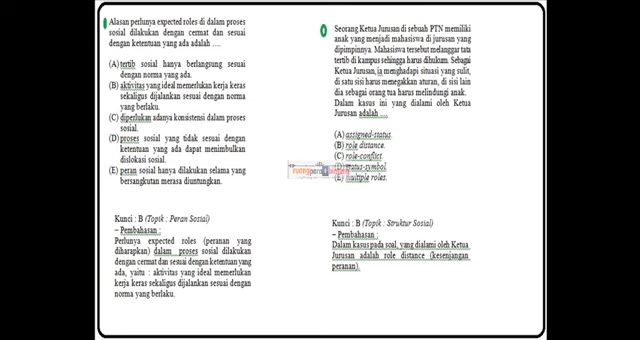 Alasan perlunya expected roles di dalam proses
sosial dilakukan dengan cermat dan sesuai
dengan ketentuan yang ada adalah .....
(A) tertib sosial hanya berlangsung sesuai
dengan norma yang ada.
(B) aktivitas yang ideal memerlukan kerja keras
sekaligus dijalankan sesuai dengan norma
yang berlaku.
(C) diperlukan adanya konsistensi dalam proses
sosial.
(D) proses sosial yang tidak sesuai dengan
ketentuan yang ada dapat menimbulkan
dislokasi sosial.
(E) peran sosial hanya dilakukan selama yang
bersangkutan merasa diuntungkan.
Kunci : B (Topik : Peran Sosial)
– Pembahasan :
Perlunya expected roles (peranan yang
diharapkan) dalam proses sosial dilakukan
dengan cermat dan sesuai dengan ketentuan yang
ada, yaitu : aktivitas yang ideal memerlukan
kerja keras sekaligus dijalankan sesuai dengan
norma yang berlaku.
Seorang Ketua Jurusan di sebuah PTN memiliki
anak yang menjadi mahasiswa di jurusan yang
dipimpinnya. Mahasiswa tersebut melanggar tata
tertib di kampus sehingga harus dihukum. Sebagai
Ketua Jurusan, ia menghadapi situasi yang sulit,
di satu sisi harus menegakkan aturan, di sisi lain
dia sebagai orang tua harus melindungi anak.
Dalam kasus ini yang dialami oleh Ketua
Jurusan adalah ....
(A) assigned-status.
(B) role distance.
(C) role-conflict.
(D) status-symbol.
(E) multiple roles.
Kunci : B (Topik : Struktur Sosial)
– Pembahasan :
Dalam kasus pada soal, yang dialami oleh Ketua
Jurusan adalah role distance (kesenjangan
peranan).